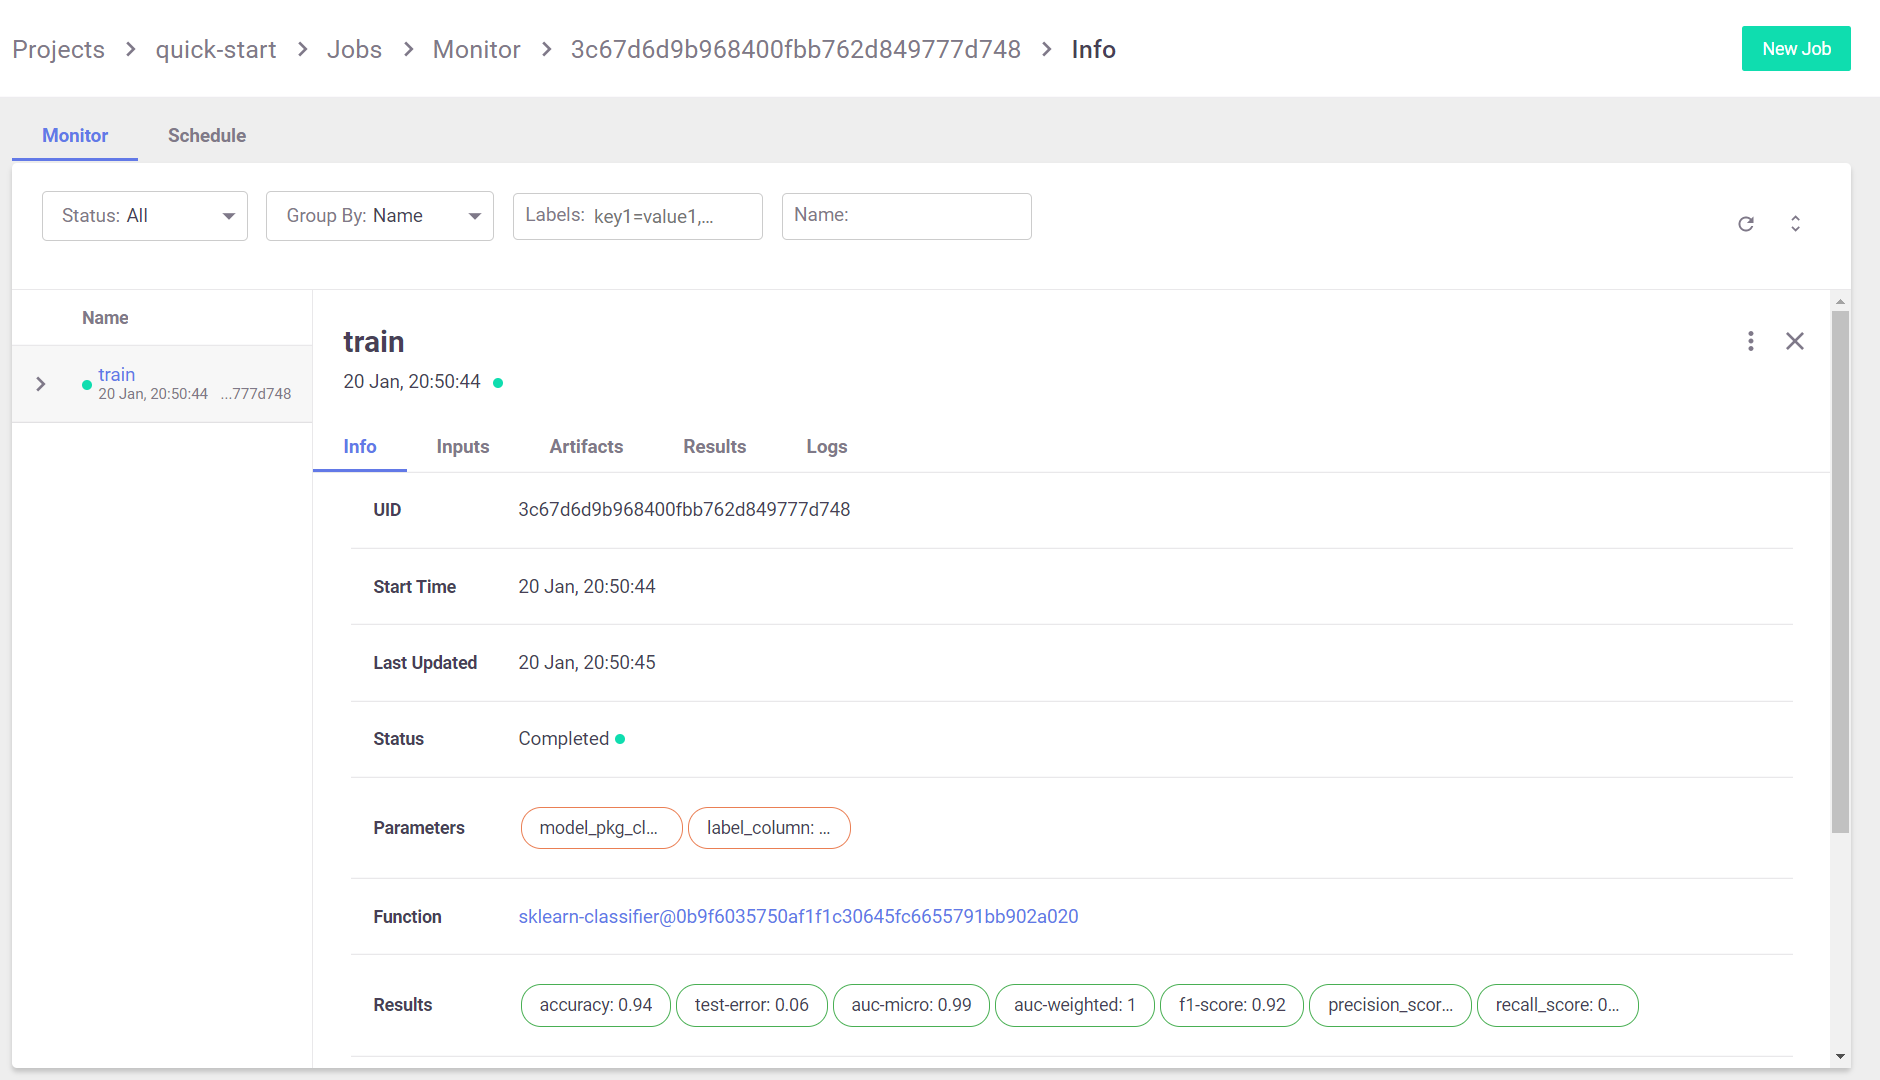 Projects > quick-start > Jobs > Monitor > 3c67d6d9b968400fbb762d849777d748 > Info
New Job
Monitor Schedule
Status: All
Group By: Name
Labels: key1=value1,...
Name:
Name
train
20 Jan, 20:50:44 ...777d748
train
20 Jan, 20:50:44
Info Inputs Artifacts Results Logs
UID 3c67d6d9b968400fbb762d849777d748
Start Time 20 Jan, 20:50:44
Last Updated 20 Jan, 20:50:45
Status Completed
Parameters model_pkg_cl... label_column: ...
Function sklearn-classifier@0b9f6035750af1f1c30645fc6655791bb902a020
Results accuracy: 0.94 test-error: 0.06 auc-micro: 0.99 auc-weighted: 1 f1-score: 0.92 precision_scor... recall_score: 0...